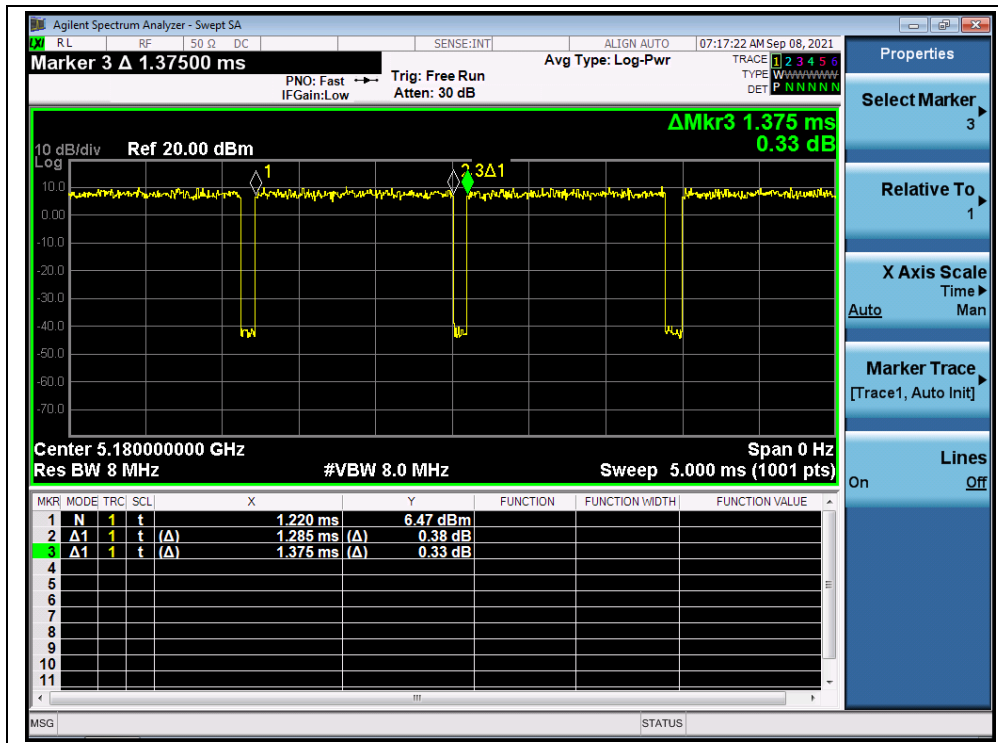 Agilent Spectrum Analyzer - Swept SA
LXI RL RF 50 Ω DC SENSE:INT ALIGN AUTO 07:17:22 AM Sep 08, 2021
Marker 3 Δ 1.37500 ms
PNO: Fast
IFGain:Low
Trig: Free Run
Atten: 30 dB
Avg Type: Log-Pwr
TRACE 1 2 3 4 5 6
TYPE WWWWWW
DET P N N N N N
ΔMkr3 1.375 ms
0.33 dB
10 dB/div Ref 20.00 dBm
Log
1
2 3Δ1
10.0
0.00
-10.0
-20.0
-30.0
-40.0
-50.0
-60.0
-70.0
Center 5.180000000 GHz Span 0 Hz
Res BW 8 MHz #VBW 8.0 MHz Sweep 5.000 ms (1001 pts)
MKR MODE TRC SCL X Y FUNCTION FUNCTION WIDTH FUNCTION VALUE
1 N 1 t 1.220 ms 6.47 dBm
2 Δ1 1 t (Δ) 1.285 ms (Δ) 0.38 dB
3 Δ1 1 t (Δ) 1.375 ms (Δ) 0.33 dB
4
5
6
7
8
9
10
11
MSG STATUS
Properties
Select Marker
3
Relative To
1
X Axis Scale
Time
Auto Man
Marker Trace
[Trace1, Auto Init]
Lines
On Off